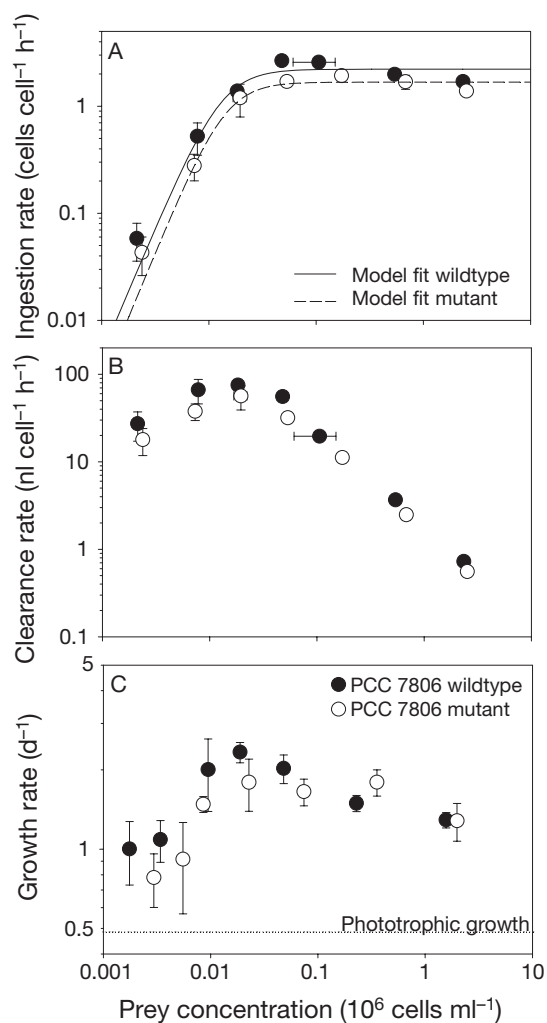 A
Ingestion rate (cells cell⁻¹ h⁻¹)
1
0.1
0.01
Model fit wildtype
Model fit mutant
B
Clearance rate (nl cell⁻¹ h⁻¹)
100
10
1
0.1
C
Growth rate (d⁻¹)
5
1
0.5
PCC 7806 wildtype
PCC 7806 mutant
Phototrophic growth
0.001 0.01 0.1 1 10
Prey concentration (10⁶ cells ml⁻¹)